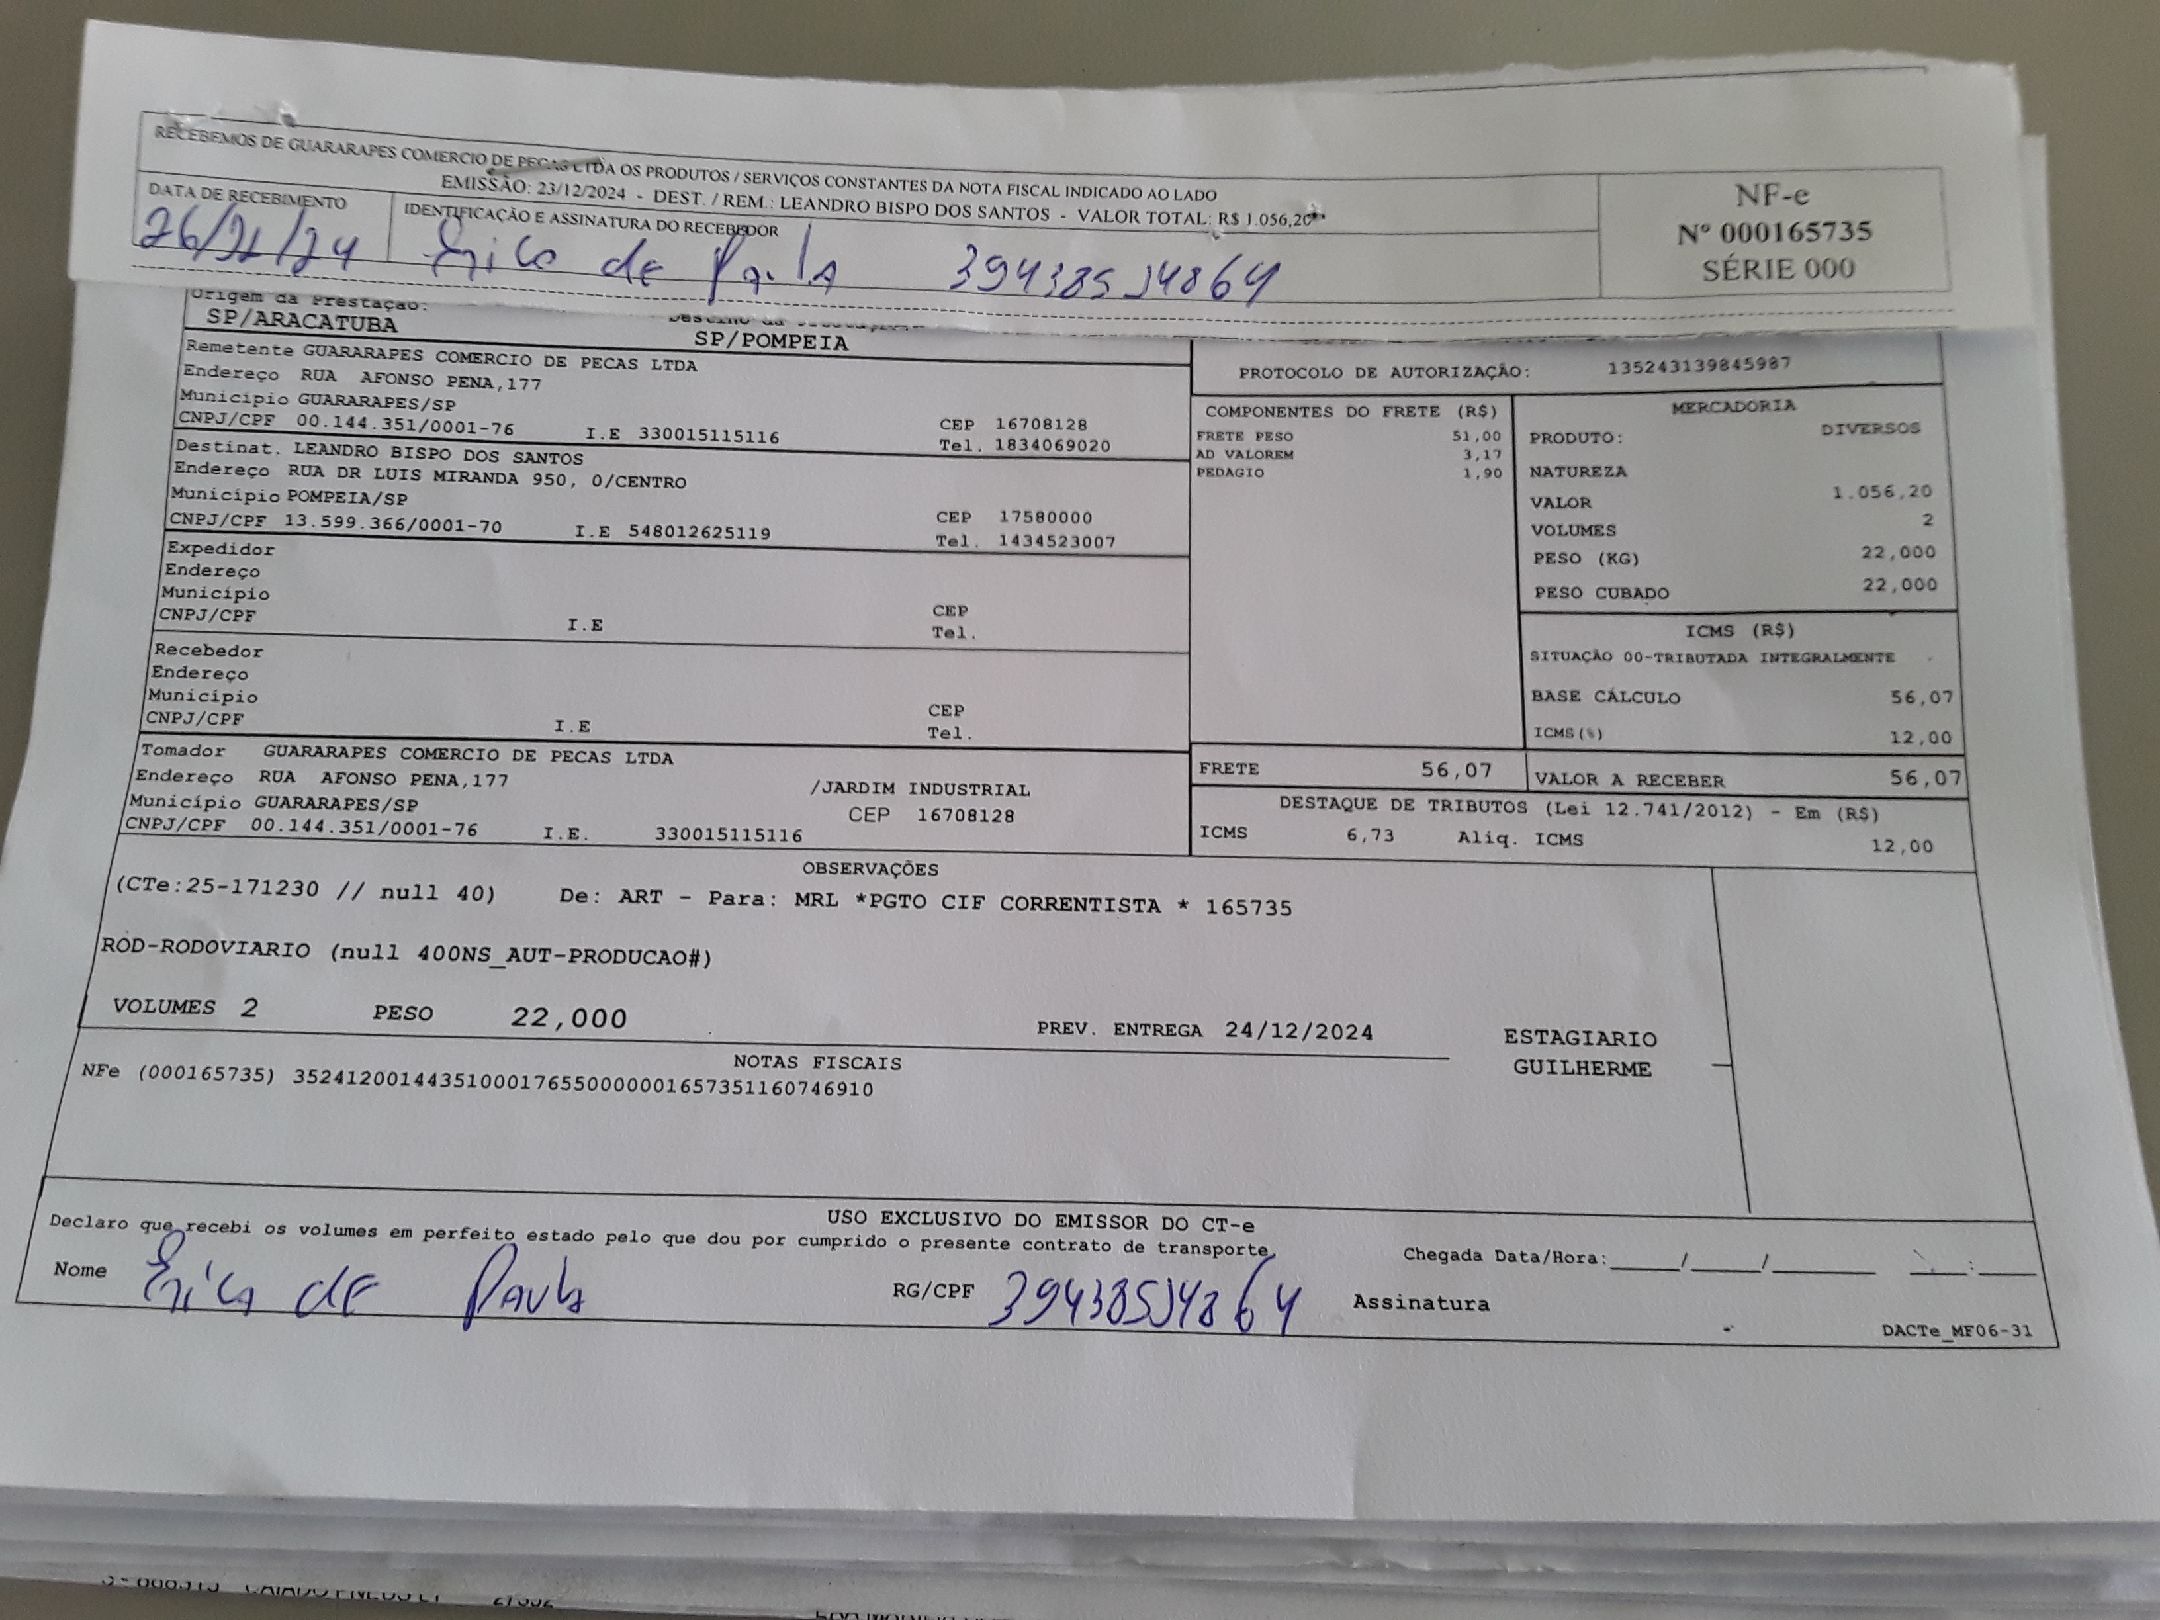 RECEBEMOS DE GUARARAPES COMERCIO DE PECAS LTDA OS PRODUTOS / SERVIÇOS CONSTANTES DA NOTA FISCAL INDICADO AO LADO
EMISSÃO: 23/12/2024 - DEST. / REM.: LEANDRO BISPO DOS SANTOS - VALOR TOTAL: R$ 1.056,20
NF-e
Nº 000165735
SÉRIE 000
DATA DE RECEBIMENTO
IDENTIFICAÇÃO E ASSINATURA DO RECEBEDOR
de Paula
Origem da Prestação:
SP/ARACATUBA
SP/POMPEIA
Remetente GUARARAPES COMERCIO DE PECAS LTDA
Endereço RUA AFONSO PENA,177
Município GUARARAPES/SP
CEP 16708128
CNPJ/CPF 00.144.351/0001-76 I.E 330015115116
Tel. 1834069020
Destinat. LEANDRO BISPO DOS SANTOS
Endereço RUA DR LUIS MIRANDA 950, 0/CENTRO
Município POMPEIA/SP
CEP 17580000
CNPJ/CPF 13.599.366/0001-70 I.E 548012625119
Tel. 1434523007
Expedidor
Endereço
Município
CEP
CNPJ/CPF I.E
Tel.
Recebedor
Endereço
Município
CEP
CNPJ/CPF I.E
Tel.
Tomador GUARARAPES COMERCIO DE PECAS LTDA
Endereço RUA AFONSO PENA,177 /JARDIM INDUSTRIAL
Município GUARARAPES/SP CEP 16708128
CNPJ/CPF 00.144.351/0001-76 I.E. 330015115116
PROTOCOLO DE AUTORIZAÇÃO: 135243139845987
COMPONENTES DO FRETE (R$)
FRETE PESO 51,00
AD VALOREM 3,17
PEDAGIO 1,90
MERCADORIA
PRODUTO: DIVERSOS
NATUREZA
VALOR 1.056,20
VOLUMES 2
PESO (KG) 22,000
PESO CUBADO 22,000
ICMS (R$)
SITUAÇÃO 00-TRIBUTADA INTEGRALMENTE
BASE CÁLCULO 56,07
ICMS(%) 12,00
FRETE 56,07
VALOR A RECEBER 56,07
DESTAQUE DE TRIBUTOS (Lei 12.741/2012) - Em (R$)
ICMS 6,73 Aliq. ICMS 12,00
OBSERVAÇÕES
(CTe:25-171230 // null 40) De: ART - Para: MRL *PGTO CIF CORRENTISTA * 165735
ROD-RODOVIARIO (null 400NS_AUT-PRODUCAO#)
VOLUMES 2 PESO 22,000 PREV. ENTREGA 24/12/2024
ESTAGIARIO
GUILHERME
NOTAS FISCAIS
NFe (000165735) 35241200144351000176550000001657351160746910
USO EXCLUSIVO DO EMISSOR DO CT-e
Declaro que recebi os volumes em perfeito estado pelo que dou por cumprido o presente contrato de transporte.
Chegada Data/Hora:_____/_____/________ ____:____
Nome de Paula RG/CPF Assinatura
DACTe_MF06-31